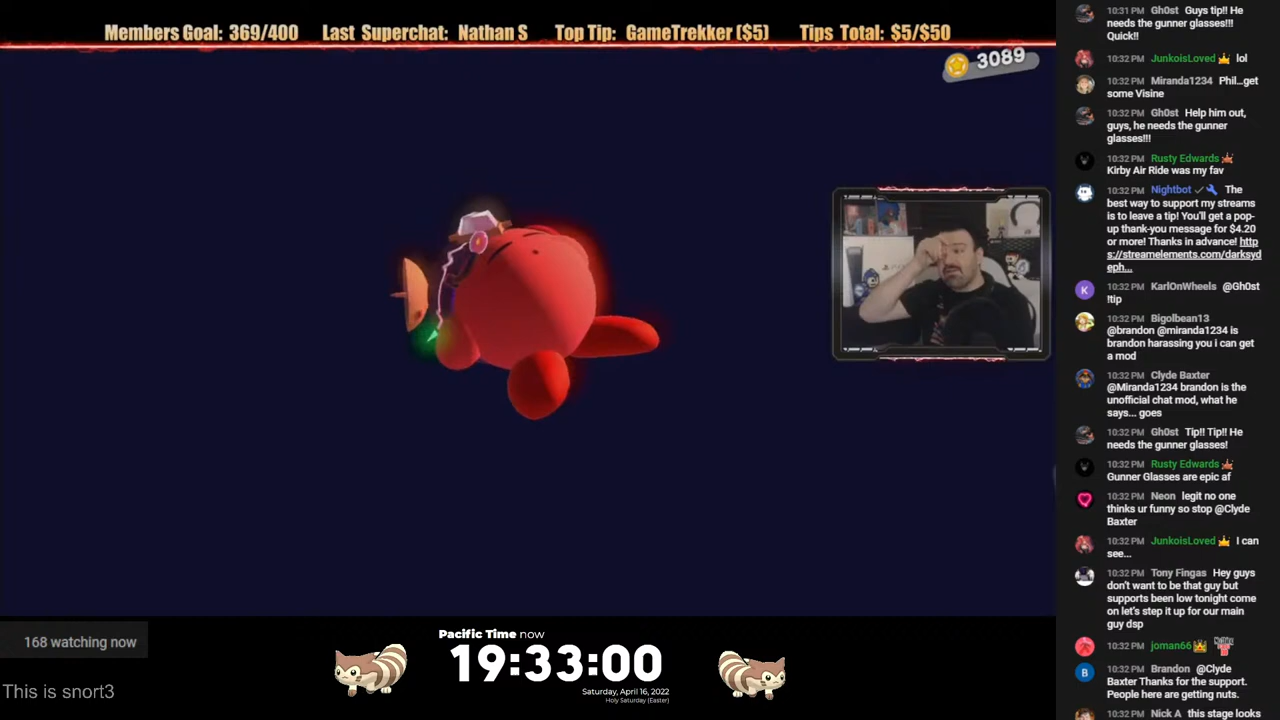 Members Goal: 369/400 Last Superchat: Nathan S Top Tip: GameTrekker ($5) Tips Total: $5/$50
3089
10:31 PM Gh0st Guys tip!! He
needs the gunner glasses!!!
Quick!!
10:32 PM JunkoisLoved lol
10:32 PM Miranda1234 Phil...get
some Visine
10:32 PM Gh0st Help him out,
guys, he needs the gunner
glasses!!!
10:32 PM Rusty Edwards
Kirby Air Ride was my fav
10:32 PM Nightbot The
best way to support my streams
is to leave a tip! You'll get a pop-
up thank-you message for $4.20
or more! Thanks in advance! http
s://streamelements.com/darksyd
eph...
K 10:32 PM KarlOnWheels @Gh0st
!tip
10:32 PM Bigolbean13
@brandon @miranda1234 is
brandon harassing you i can get
a mod
10:32 PM Clyde Baxter
@Miranda1234 brandon is the
unofficial chat mod, what he
says... goes
10:32 PM Gh0st Tip!! Tip!! He
needs the gunner glasses!
10:32 PM Rusty Edwards
Gunner Glasses are epic af
10:32 PM Neon legit no one
thinks ur funny so stop @Clyde
Baxter
10:32 PM JunkoisLoved I can
see...
10:32 PM Tony Fingas Hey guys
don't want to be that guy but
supports been low tonight come
on let's step it up for our main
guy dsp
10:32 PM joman66
B 10:32 PM Brandon @Clyde
Baxter Thanks for the support.
People here are getting nuts.
10:32 PM Nick A this stage looks
168 watching now
This is snort3
Pacific Time now
19:33:00
Saturday, April 16, 2022
Holy Saturday (Easter)